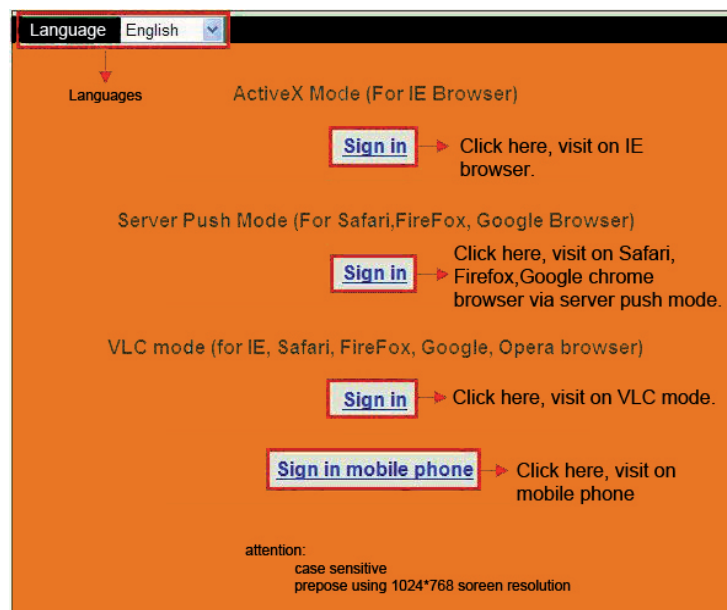 Language English
Languages
ActiveX Mode (For IE Browser)
Sign in
Click here, visit on IE
browser.
Server Push Mode (For Safari,FireFox, Google Browser)
Sign in
Click here, visit on Safari,
Firefox,Google chrome
browser via server push mode.
VLC mode (for IE, Safari, FireFox, Google, Opera browser)
Sign in
Click here, visit on VLC mode.
Sign in mobile phone
Click here, visit on
mobile phone
attention:
case sensitive
prepose using 1024*768 soreen resolution